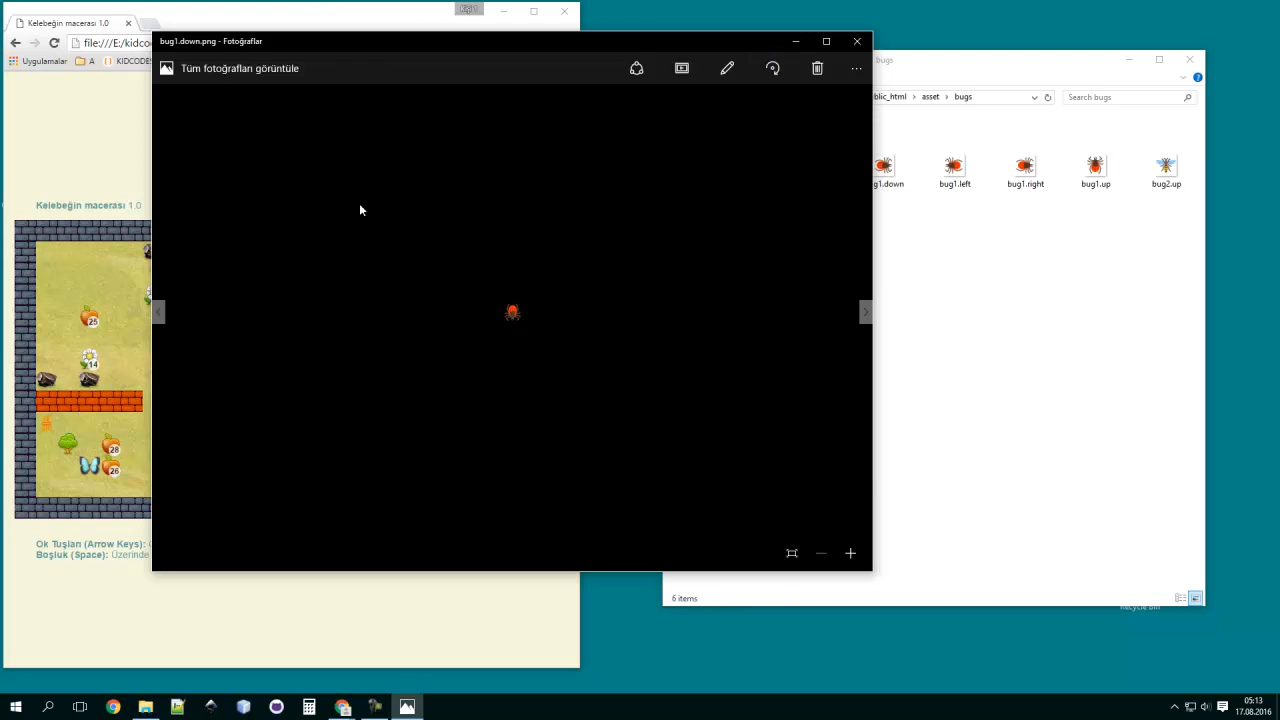 Kişi1
Kelebeğin macerası 1.0
file:///E:/kidcode
Uygulamalar
A
KIDCODES
bug1.down.png - Fotoğraflar
Tüm fotoğrafları görüntüle
bugs
blic_html > asset > bugs
Search bugs
g1.down
bug1.left
bug1.right
bug1.up
bug2.up
Kelebeğin macerası 1.0
25
14
28
26
Ok Tuşları (Arrow Keys):
Boşluk (Space): Üzerinde
6 items
Recycle Bin
05:13
17.08.2016